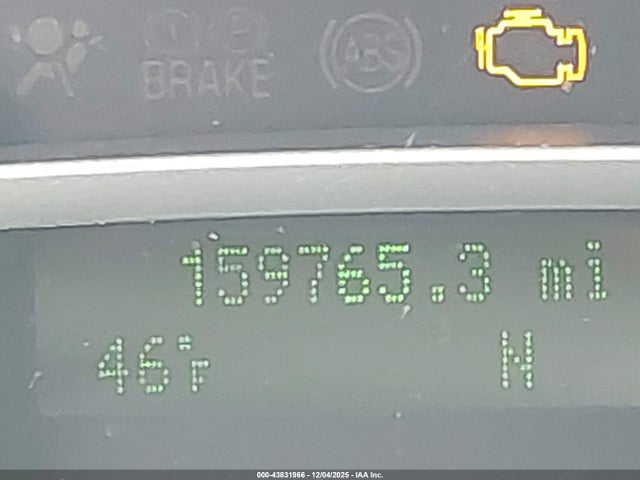 BRAKE ABS
159765.3 mi
46°F N
000-43831966 - 12/04/2025 - IAA Inc.